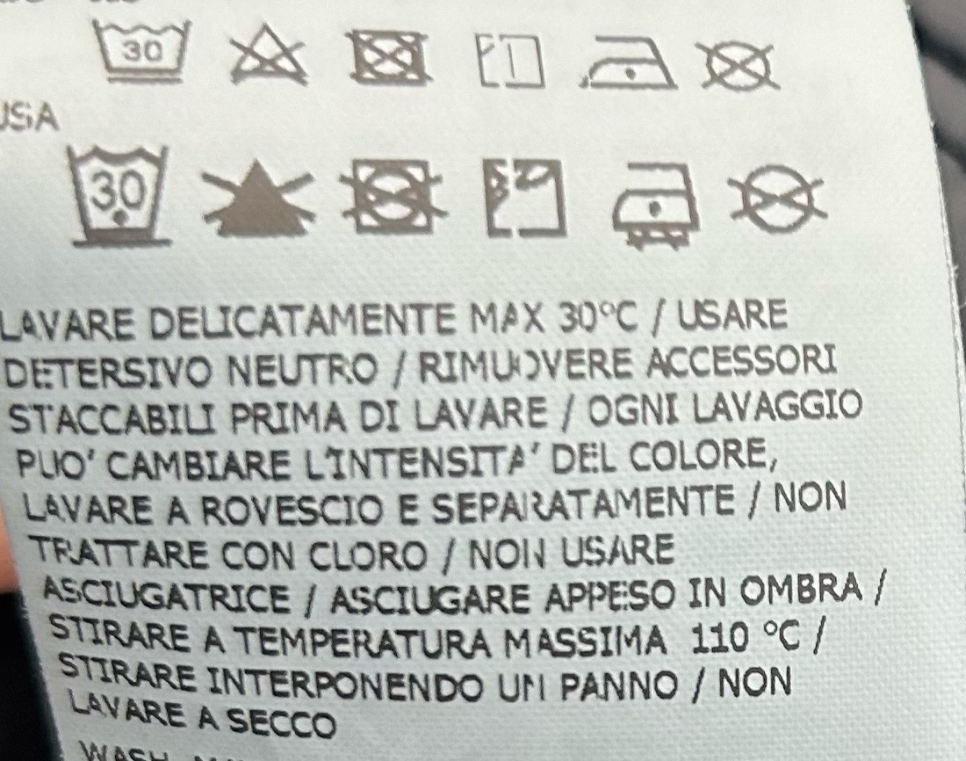 30
USA
30
LAVARE DELICATAMENTE MAX 30°C / USARE
DETERSIVO NEUTRO / RIMUOVERE ACCESSORI
STACCABILI PRIMA DI LAVARE / OGNI LAVAGGIO
PUO' CAMBIARE L'INTENSITA' DEL COLORE,
LAVARE A ROVESCIO E SEPARATAMENTE / NON
TRATTARE CON CLORO / NON USARE
ASCIUGATRICE / ASCIUGARE APPESO IN OMBRA /
STIRARE A TEMPERATURA MASSIMA 110 °C /
STIRARE INTERPONENDO UN PANNO / NON
LAVARE A SECCO
WASH